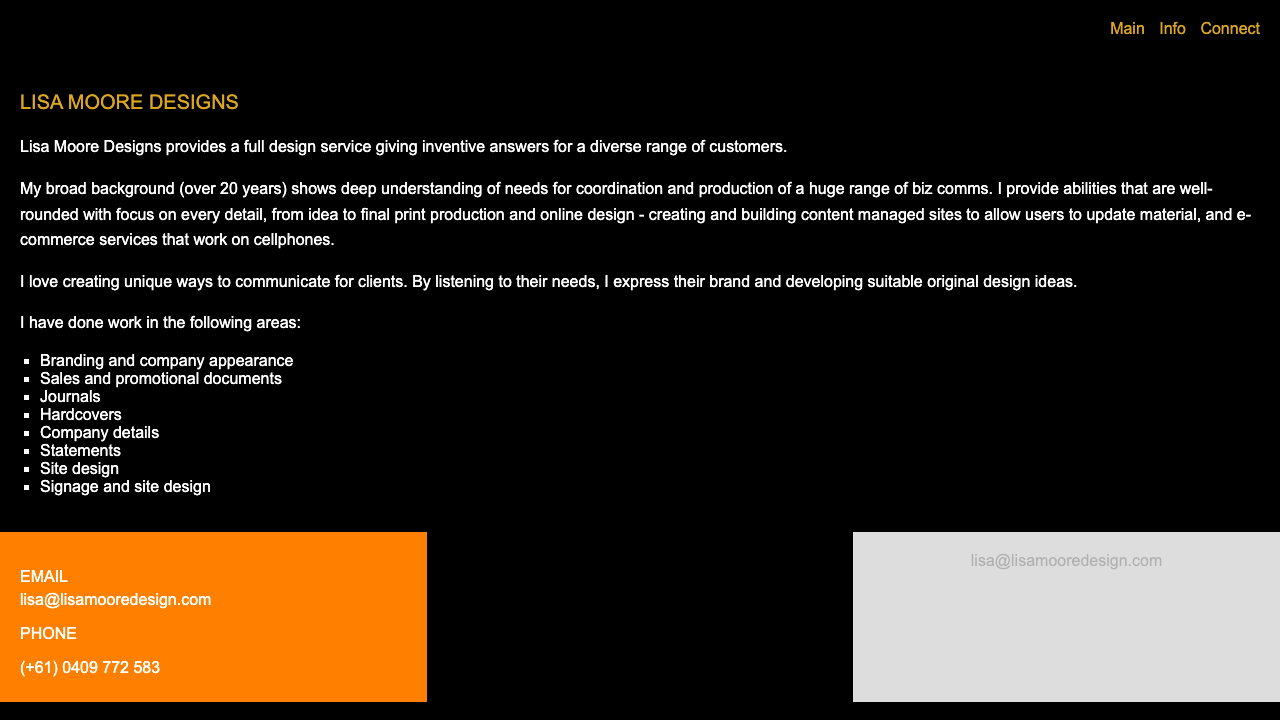 Main Info Connect
LISA MOORE DESIGNS
Lisa Moore Designs provides a full design service giving inventive answers for a diverse range of customers.
My broad background (over 20 years) shows deep understanding of needs for coordination and production of a huge range of biz comms. I provide abilities that are well-
rounded with focus on every detail, from idea to final print production and online design - creating and building content managed sites to allow users to update material, and e-
commerce services that work on cellphones.
I love creating unique ways to communicate for clients. By listening to their needs, I express their brand and developing suitable original design ideas.
I have done work in the following areas:
Branding and company appearance
Sales and promotional documents
Journals
Hardcovers
Company details
Statements
Site design
Signage and site design
EMAIL
lisa@lisamooredesign.com
PHONE
(+61) 0409 772 583
lisa@lisamooredesign.com